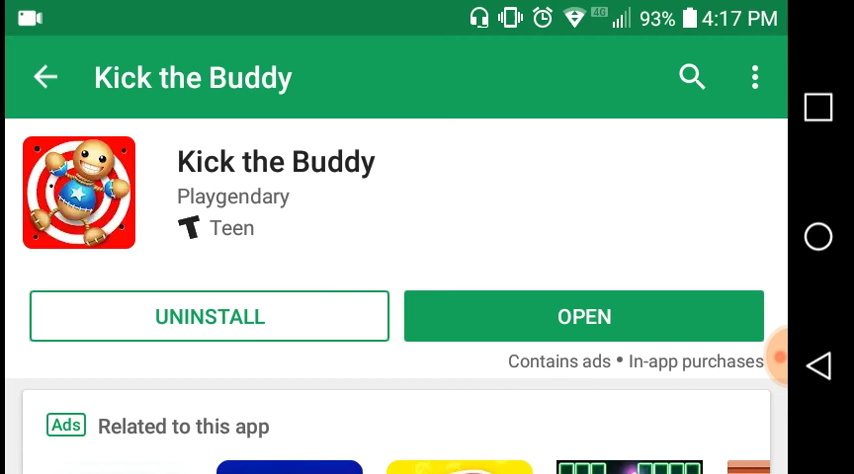 4G 93% 4:17 PM
Kick the Buddy
Kick the Buddy
Playgendary
T Teen
UNINSTALL OPEN
Contains ads • In-app purchases
Ads Related to this app